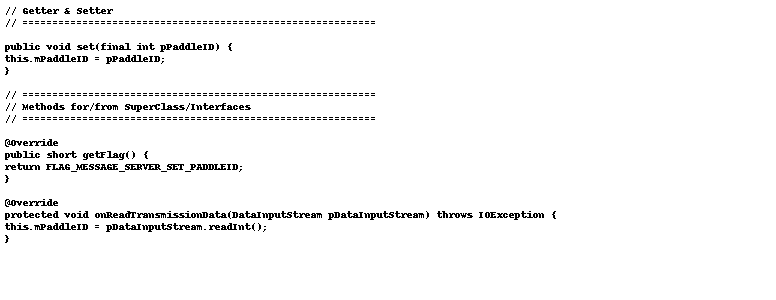 // Getter & Setter
// ===========================================================
public void set(final int pPaddleID) {
this.mPaddleID = pPaddleID;
}
// ===========================================================
// Methods for/from SuperClass/Interfaces
// ===========================================================
@Override
public short getFlag() {
return FLAG_MESSAGE_SERVER_SET_PADDLEID;
}
@Override
protected void onReadTransmissionData(DataInputStream pDataInputStream) throws IOException {
this.mPaddleID = pDataInputStream.readInt();
}